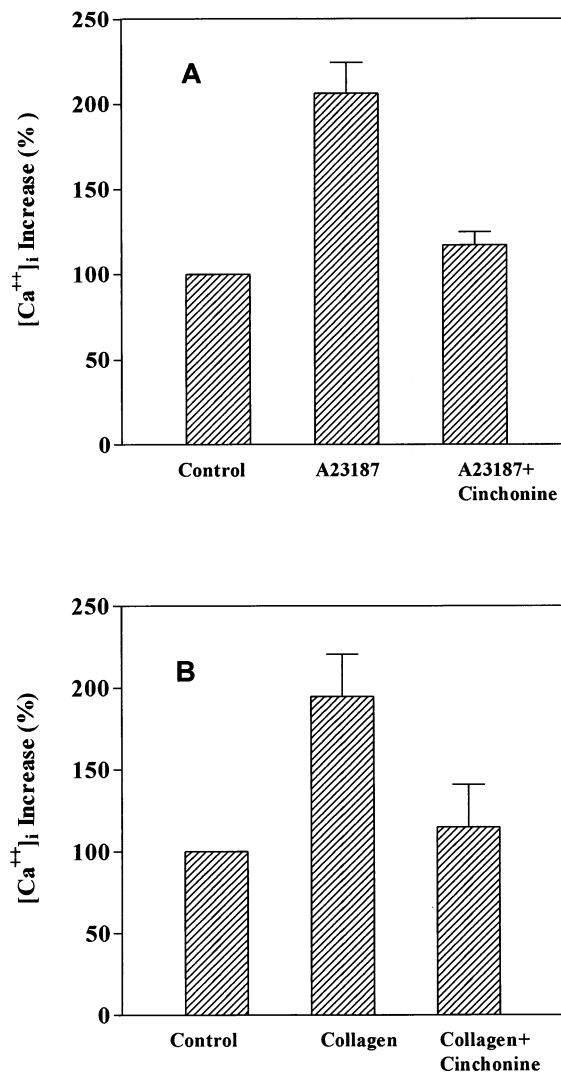 250
A
200
150
100
50
0
[Ca++]i Increase (%)
Control
A23187
A23187+
Cinchonine
250
B
200
150
100
50
0
[Ca++]i Increase (%)
Control
Collagen
Collagen+
Cinchonine